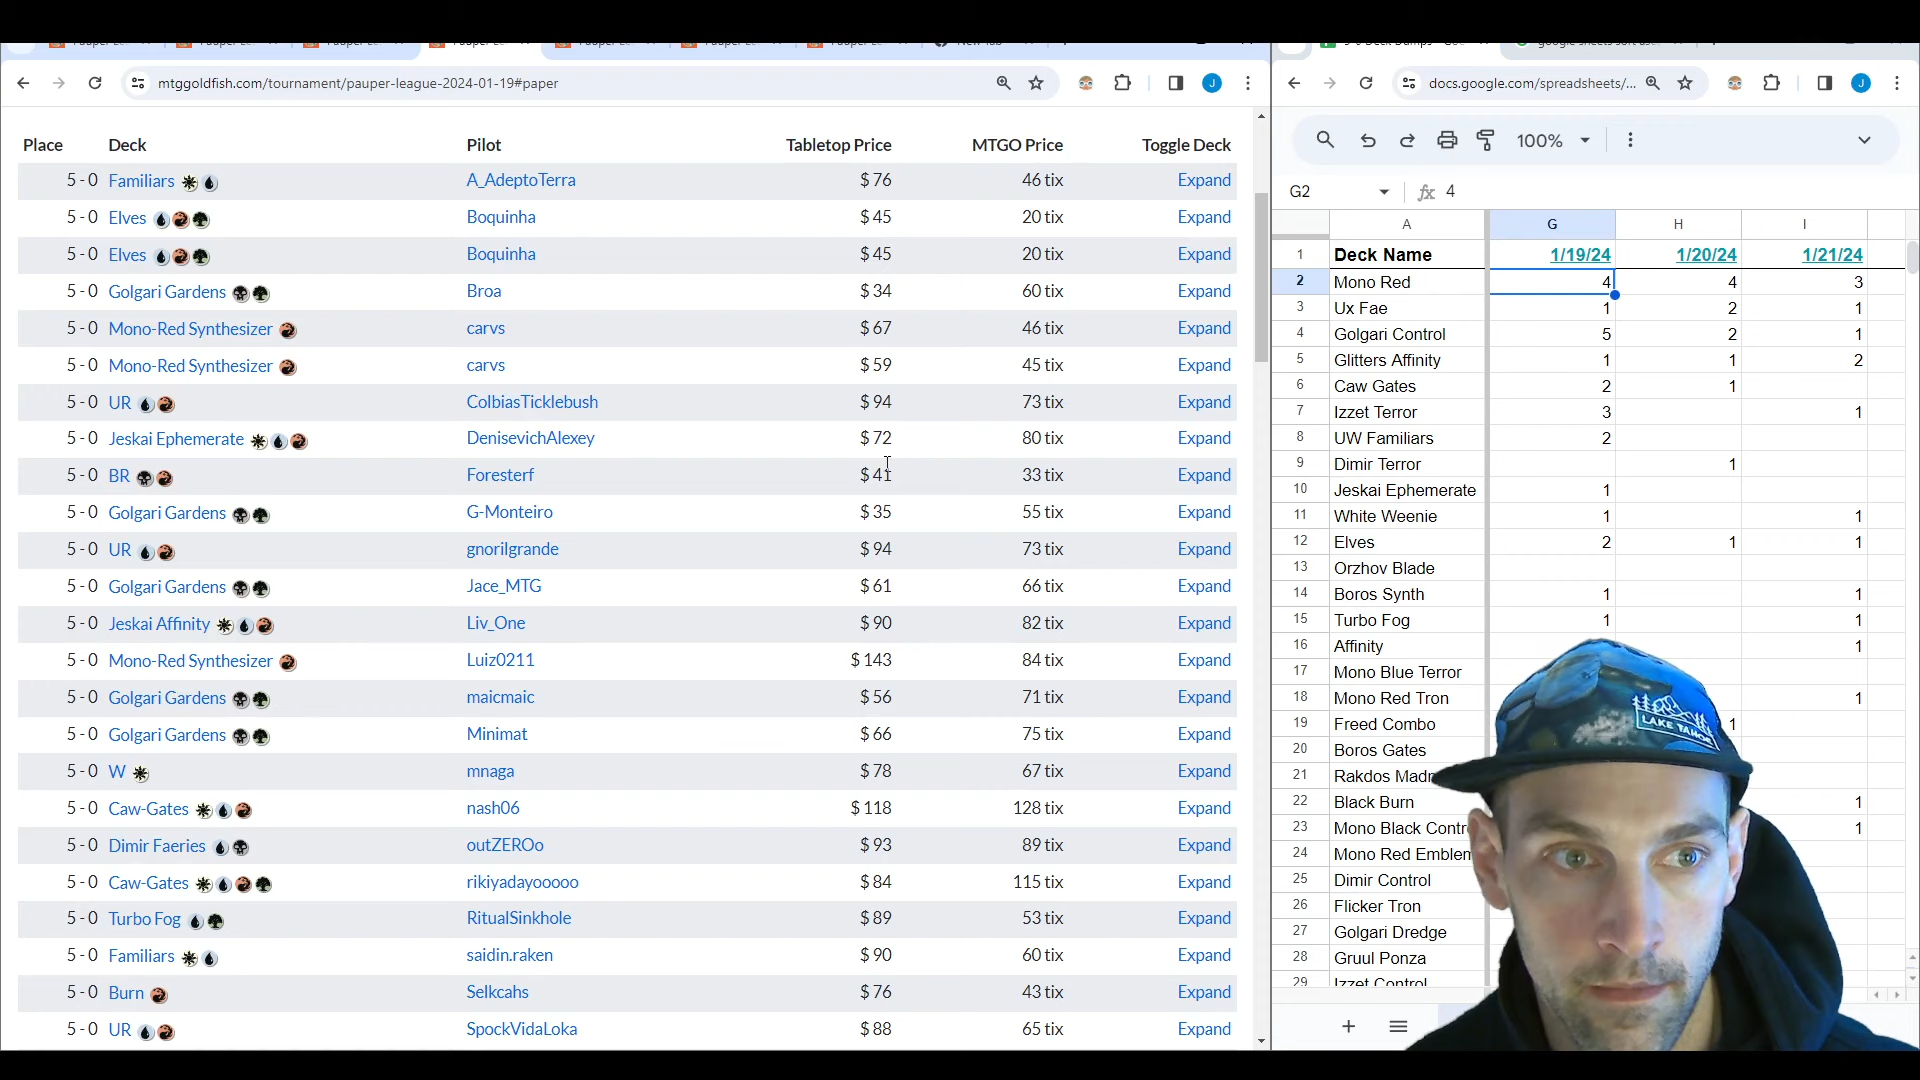 mtggoldfish.com/tournament/pauper-league-2024-01-19#paper
Place Deck Pilot Tabletop Price MTGO Price Toggle Deck
5 - 0 Familiars A_AdeptoTerra $ 76 46 tix Expand
5 - 0 Elves Boquinha $ 45 20 tix Expand
5 - 0 Elves Boquinha $ 45 20 tix Expand
5 - 0 Golgari Gardens Broa $ 34 60 tix Expand
5 - 0 Mono-Red Synthesizer carvs $ 67 46 tix Expand
5 - 0 Mono-Red Synthesizer carvs $ 59 45 tix Expand
5 - 0 UR ColbiasTicklebush $ 94 73 tix Expand
5 - 0 Jeskai Ephemerate DenisevichAlexey $ 72 80 tix Expand
5 - 0 BR Foresterf $ 41 33 tix Expand
5 - 0 Golgari Gardens G-Monteiro $ 35 55 tix Expand
5 - 0 UR gnorilgrande $ 94 73 tix Expand
5 - 0 Golgari Gardens Jace_MTG $ 61 66 tix Expand
5 - 0 Jeskai Affinity Liv_One $ 90 82 tix Expand
5 - 0 Mono-Red Synthesizer Luiz0211 $ 143 84 tix Expand
5 - 0 Golgari Gardens maicmaic $ 56 71 tix Expand
5 - 0 Golgari Gardens Minimat $ 66 75 tix Expand
5 - 0 W mnaga $ 78 67 tix Expand
5 - 0 Caw-Gates nash06 $ 118 128 tix Expand
5 - 0 Dimir Faeries outZEROo $ 93 89 tix Expand
5 - 0 Caw-Gates rikiyadayooooo $ 84 115 tix Expand
5 - 0 Turbo Fog RitualSinkhole $ 89 53 tix Expand
5 - 0 Familiars saidin.raken $ 90 60 tix Expand
5 - 0 Burn Selkcahs $ 76 43 tix Expand
5 - 0 UR SpockVidaLoka $ 88 65 tix Expand
docs.google.com/spreadsheets/...
100%
G2 fx 4
A G H I
1 Deck Name 1/19/24 1/20/24 1/21/24
2 Mono Red 4 4 3
3 Ux Fae 1 2 1
4 Golgari Control 5 2 1
5 Glitters Affinity 1 1 2
6 Caw Gates 2 1
7 Izzet Terror 3 1
8 UW Familiars 2
9 Dimir Terror 1
10 Jeskai Ephemerate 1
11 White Weenie 1 1
12 Elves 2 1 1
13 Orzhov Blade
14 Boros Synth 1 1
15 Turbo Fog 1 1
16 Affinity 1
17 Mono Blue Terror
18 Mono Red Tron 1
19 Freed Combo 1
20 Boros Gates
21 Rakdos Madn
22 Black Burn 1
23 Mono Black Contr 1
24 Mono Red Emblem
25 Dimir Control
26 Flicker Tron
27 Golgari Dredge
28 Gruul Ponza
29 Izzet Control
LAKE TAHOE
J
J